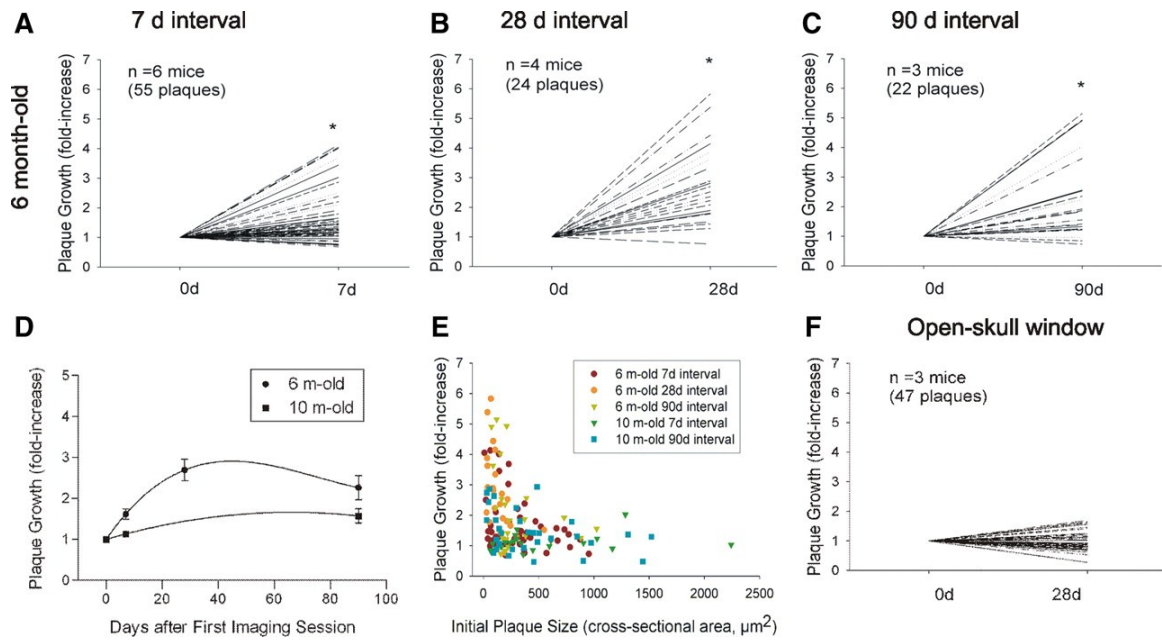 A
7 d interval
B
28 d interval
C
90 d interval
6 month-old
Plaque Growth (fold-increase)
7
6
5
4
3
2
1
0
n =6 mice
(55 plaques)
*
0d
7d
Plaque Growth (fold-increase)
7
6
5
4
3
2
1
0
n =4 mice
(24 plaques)
*
0d
28d
Plaque Growth (fold-increase)
7
6
5
4
3
2
1
0
n =3 mice
(22 plaques)
*
0d
90d
D
Plaque Growth (fold-increase)
5
4
3
2
1
0
6 m-old
10 m-old
0 20 40 60 80 100
Days after First Imaging Session
E
Plaque Growth (fold-increase)
7
6
5
4
3
2
1
0
6 m-old 7d interval
6 m-old 28d interval
6 m-old 90d interval
10 m-old 7d interval
10 m-old 90d interval
0 500 1000 1500 2000 2500
Initial Plaque Size (cross-sectional area, µm²)
F
Open-skull window
Plaque Growth (fold-increase)
7
6
5
4
3
2
1
0
n =3 mice
(47 plaques)
0d
28d